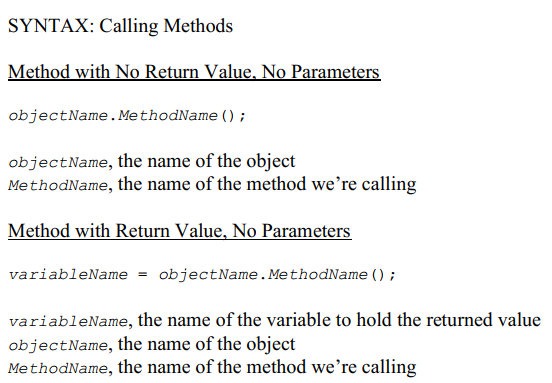 SYNTAX: Calling Methods
Method with No Return Value, No Parameters
objectName.MethodName();
objectName, the name of the object
MethodName, the name of the method we're calling
Method with Return Value, No Parameters
variableName = objectName.MethodName();
variableName, the name of the variable to hold the returned value
objectName, the name of the object
MethodName, the name of the method we're calling